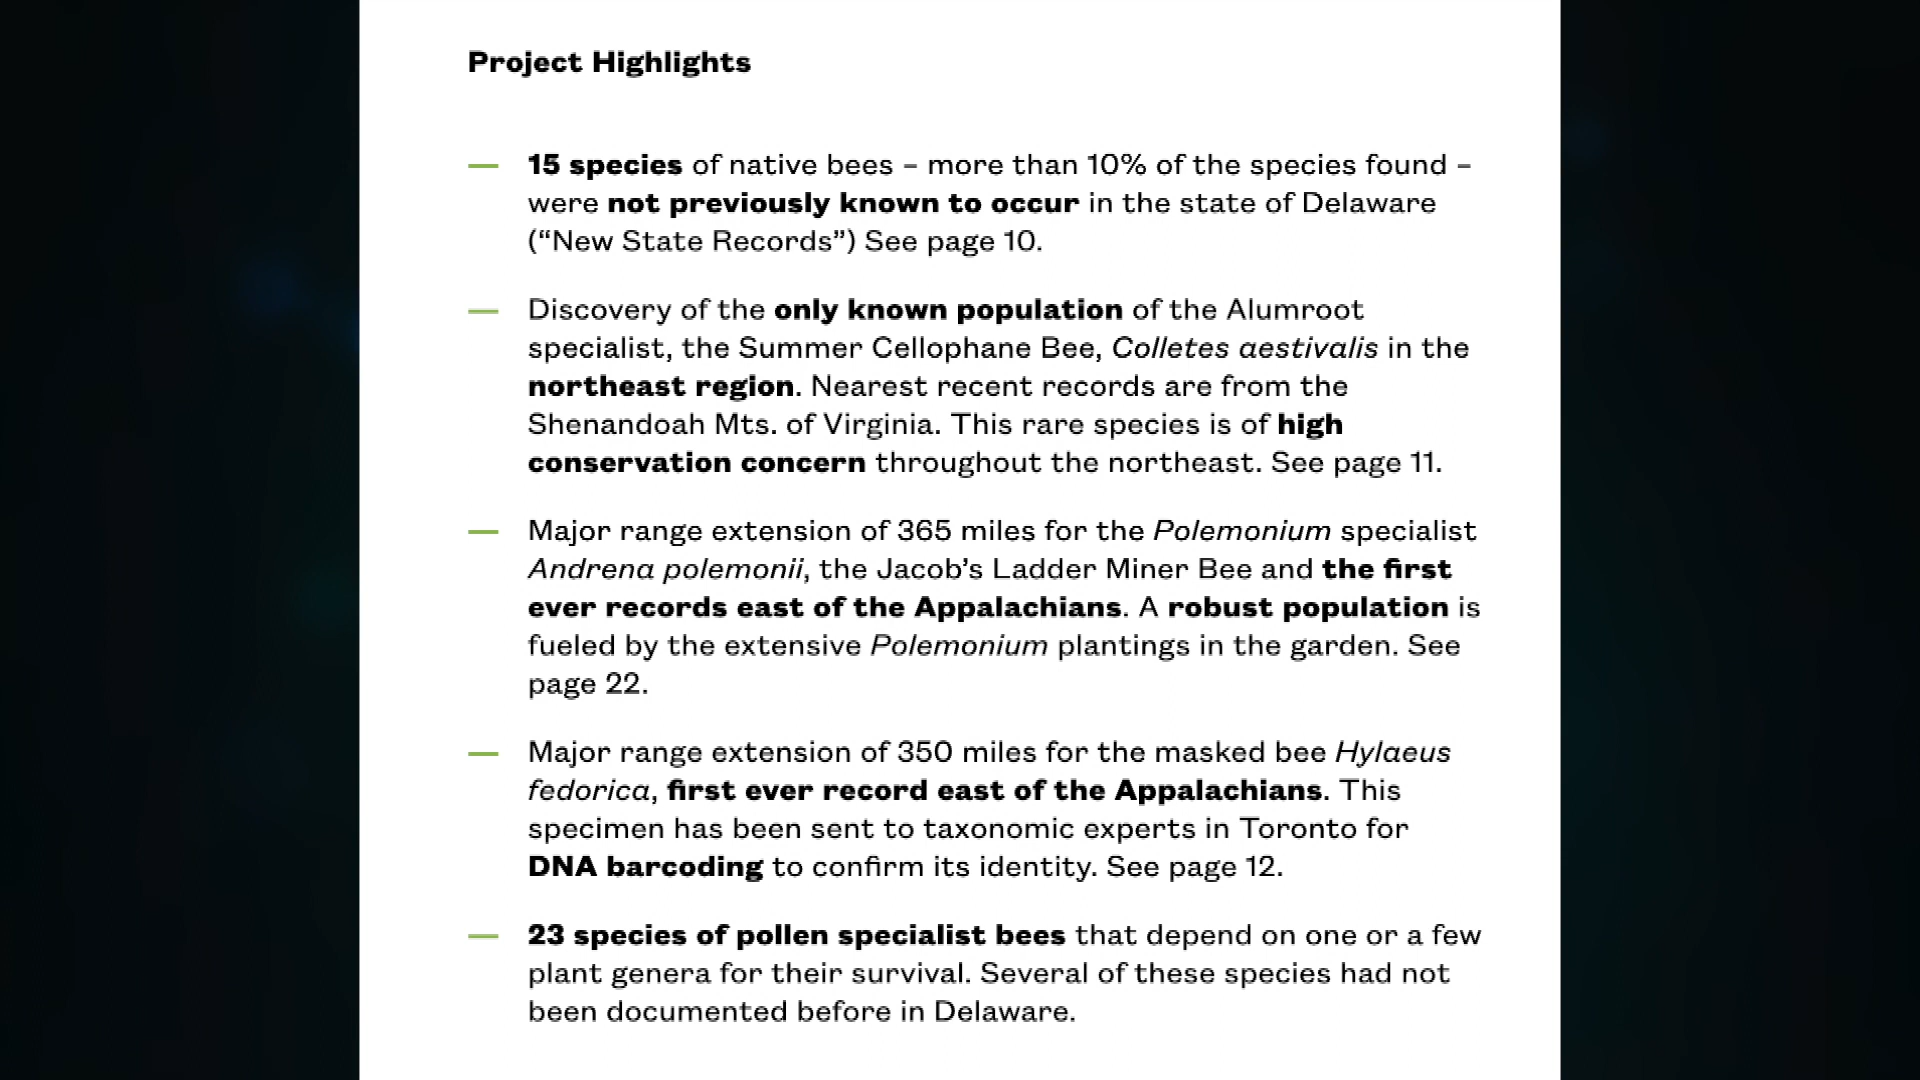 Project Highlights
— 15 species of native bees – more than 10% of the species found –
were not previously known to occur in the state of Delaware
(“New State Records”) See page 10.
— Discovery of the only known population of the Alumroot
specialist, the Summer Cellophane Bee, Colletes aestivalis in the
northeast region. Nearest recent records are from the
Shenandoah Mts. of Virginia. This rare species is of high
conservation concern throughout the northeast. See page 11.
— Major range extension of 365 miles for the Polemonium specialist
Andrena polemonii, the Jacob’s Ladder Miner Bee and the first
ever records east of the Appalachians. A robust population is
fueled by the extensive Polemonium plantings in the garden. See
page 22.
— Major range extension of 350 miles for the masked bee Hylaeus
fedorica, first ever record east of the Appalachians. This
specimen has been sent to taxonomic experts in Toronto for
DNA barcoding to confirm its identity. See page 12.
— 23 species of pollen specialist bees that depend on one or a few
plant genera for their survival. Several of these species had not
been documented before in Delaware.